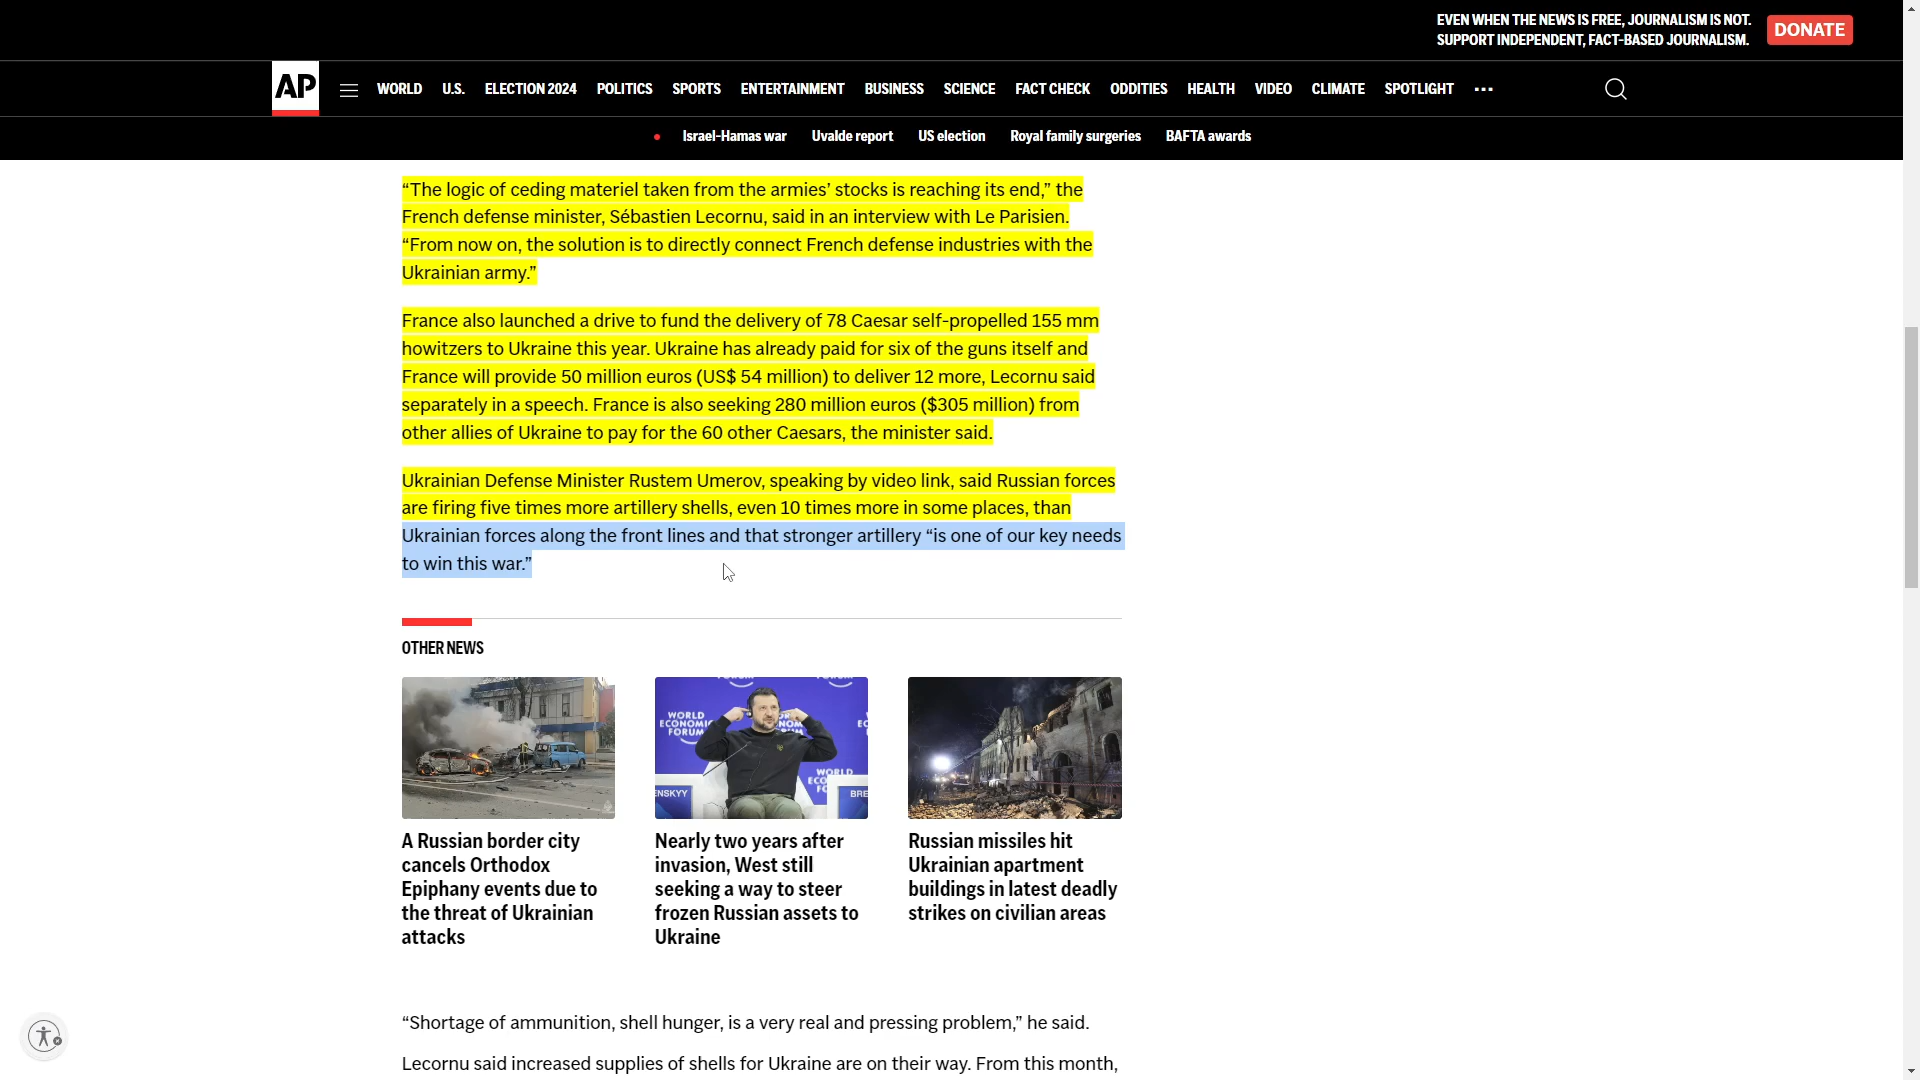 EVEN WHEN THE NEWS IS FREE, JOURNALISM IS NOT.
SUPPORT INDEPENDENT, FACT-BASED JOURNALISM.
DONATE
AP
WORLD U.S. ELECTION 2024 POLITICS SPORTS ENTERTAINMENT BUSINESS SCIENCE FACT CHECK ODDITIES HEALTH VIDEO CLIMATE SPOTLIGHT ...
Israel-Hamas war Uvalde report US election Royal family surgeries BAFTA awards
“The logic of ceding materiel taken from the armies’ stocks is reaching its end,” the
French defense minister, Sébastien Lecornu, said in an interview with Le Parisien.
“From now on, the solution is to directly connect French defense industries with the
Ukrainian army.”
France also launched a drive to fund the delivery of 78 Caesar self-propelled 155 mm
howitzers to Ukraine this year. Ukraine has already paid for six of the guns itself and
France will provide 50 million euros (US$ 54 million) to deliver 12 more, Lecornu said
separately in a speech. France is also seeking 280 million euros ($305 million) from
other allies of Ukraine to pay for the 60 other Caesars, the minister said.
Ukrainian Defense Minister Rustem Umerov, speaking by video link, said Russian forces
are firing five times more artillery shells, even 10 times more in some places, than
Ukrainian forces along the front lines and that stronger artillery “is one of our key needs
to win this war.”
OTHER NEWS
WORLD
ECONOMIC
FORUM
WORLD
ENSKYY
BRE
A Russian border city
cancels Orthodox
Epiphany events due to
the threat of Ukrainian
attacks
Nearly two years after
invasion, West still
seeking a way to steer
frozen Russian assets to
Ukraine
Russian missiles hit
Ukrainian apartment
buildings in latest deadly
strikes on civilian areas
“Shortage of ammunition, shell hunger, is a very real and pressing problem,” he said.
Lecornu said increased supplies of shells for Ukraine are on their way. From this month,